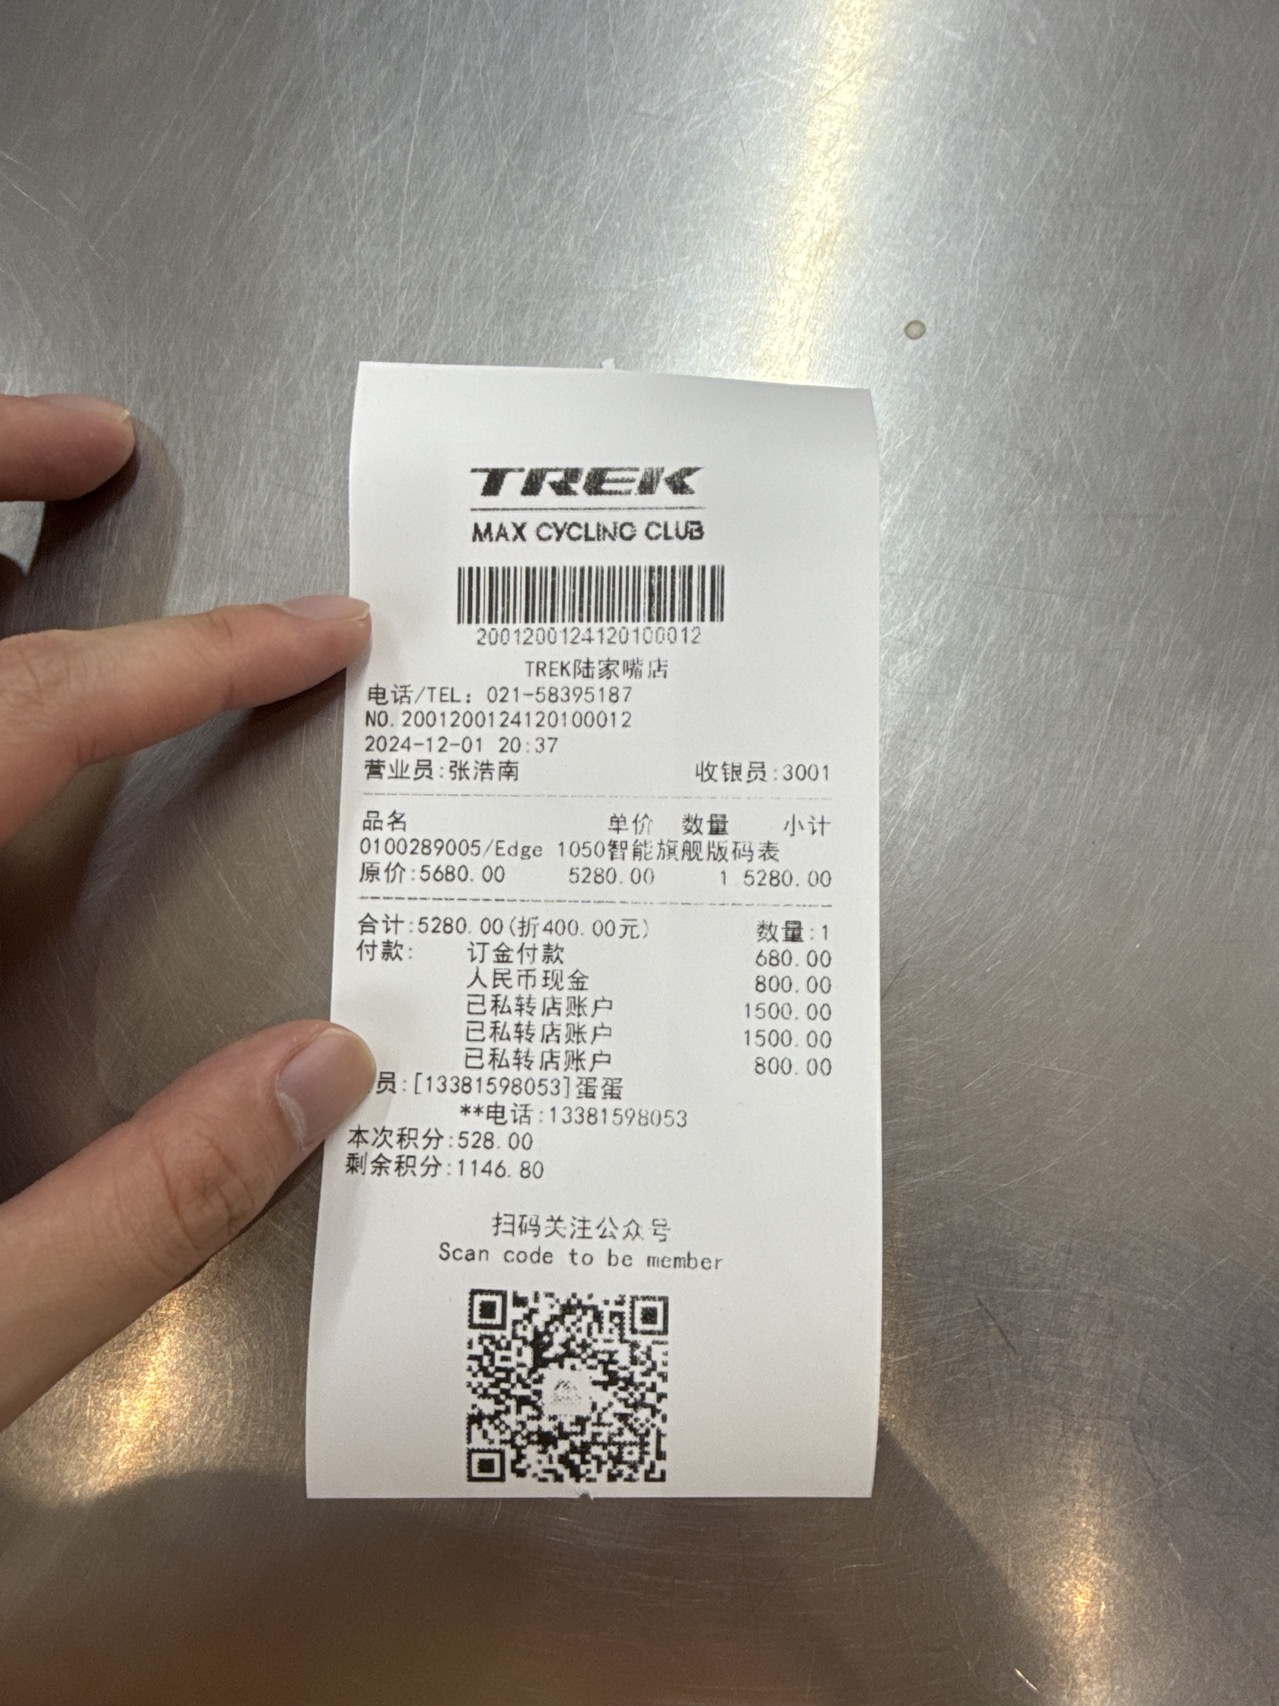 TREK
MAX CYCLING CLUB
2001200124120100012
TREK陆家嘴店
电话/TEL: 021-58395187
NO.2001200124120100012
2024-12-01 20:37
营业员:张浩南 收银员:3001
品名 单价 数量 小计
0100289005/Edge 1050智能旗舰版码表
原价:5680.00 5280.00 1 5280.00
合计:5280.00(折400.00元) 数量:1
付款: 订金付款 680.00
人民币现金 800.00
已私转店账户 1500.00
已私转店账户 1500.00
已私转店账户 800.00
员:[13381598053]蛋蛋
**电话:13381598053
本次积分:528.00
剩余积分:1146.80
扫码关注公众号
Scan code to be member